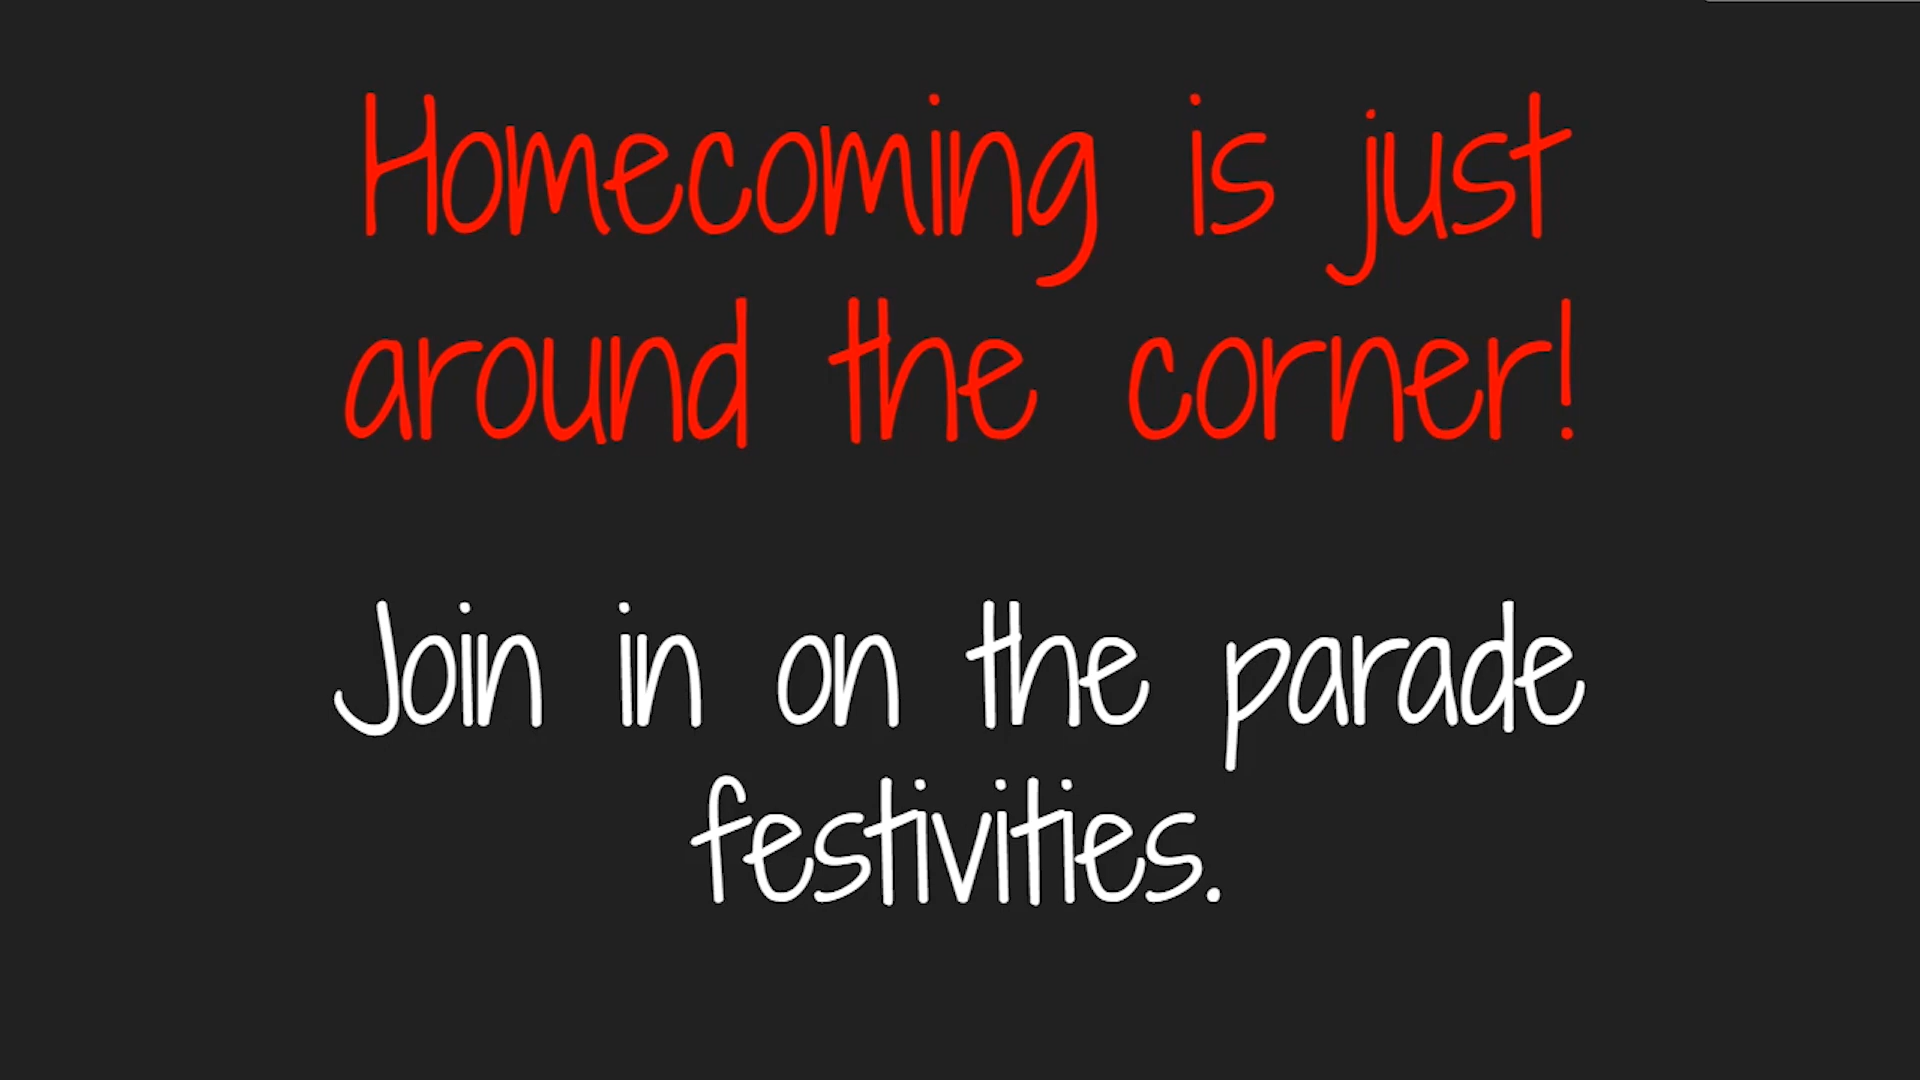 Homecoming is just
around the corner!
Join in on the parade
festivities.